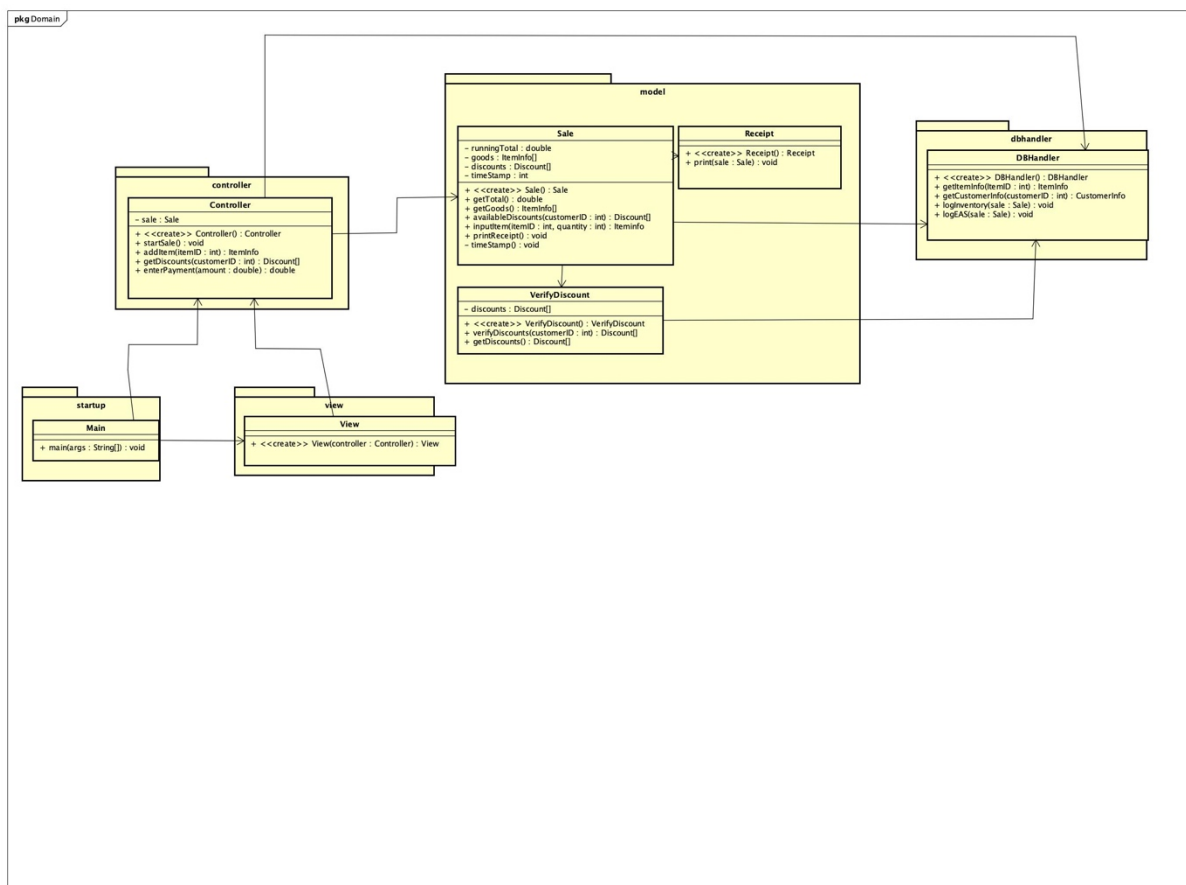 pkg Domain
model
Sale
- runningTotal : double
- goods : ItemInfo[]
- discounts : Discount[]
- timeStamp : int
+ <<create>> Sale() : Sale
+ getTotal() : double
+ getGoods() : ItemInfo[]
+ availableDiscounts(customerID : int) : Discount[]
+ inputItem(itemID : int, quantity : int) : Iteminfo
+ printReceipt() : void
- timeStamp() : void
Receipt
+ <<create>> Receipt() : Receipt
+ print(sale : Sale) : void
VerifyDiscount
- discounts : Discount[]
+ <<create>> VerifyDiscount() : VerifyDiscount
+ verifyDiscounts(customerID : int) : Discount[]
+ getDiscounts() : Discount[]
dbhandler
DBHandler
+ <<create>> DBHandler() : DBHandler
+ getItemInfo(ItemID : int) : ItemInfo
+ getCustomerInfo(customerID : int) : CustomerInfo
+ logInventory(sale : Sale) : void
+ logEAS(sale : Sale) : void
controller
Controller
- sale : Sale
+ <<create>> Controller() : Controller
+ startSale() : void
+ addItem(itemID : int) : ItemInfo
+ getDiscounts(customerID : int) : Discount[]
+ enterPayment(amount : double) : double
startup
Main
+ main(args : String[]) : void
view
View
+ <<create>> View(controller : Controller) : View